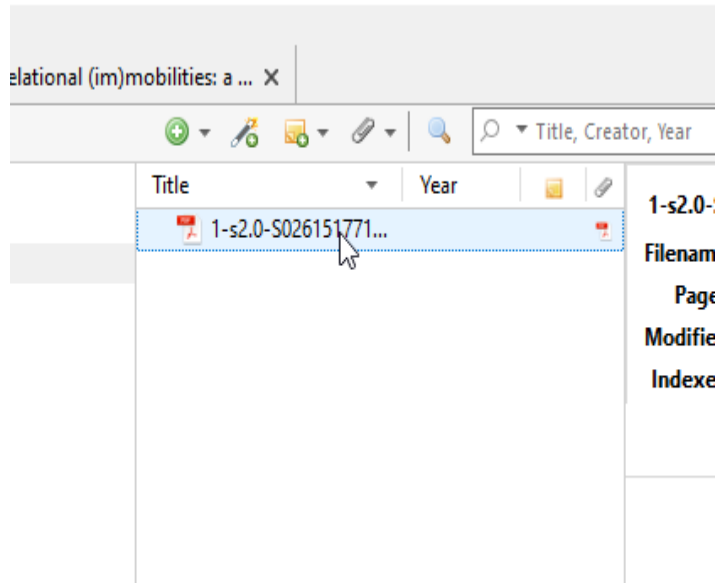 elational (im)mobilities: a ...
Title, Creator, Year
Title Year
1-s2.0-S026151771...
1-s2.0-
Filenam
Page
Modifie
Indexe